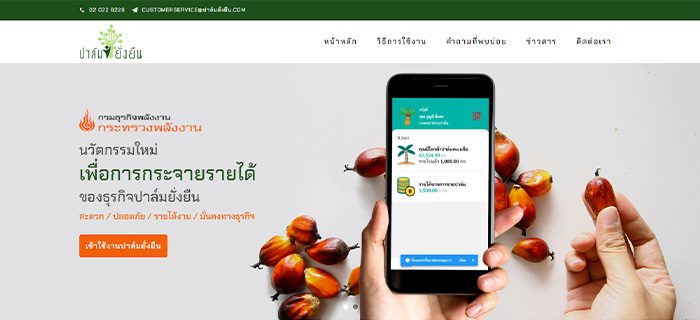 02 022 6228 CUSTOMERSERVICE@ปาล์มยั่งยืน.COM
ปาล์มยั่งยืน
หน้าหลัก วิธีการใช้งาน คำถามที่พบบ่อย ข่าวสาร ติดต่อเรา
กรมธุรกิจพลังงาน
กระทรวงพลังงาน
นวัตกรรมใหม่
เพื่อการกระจายรายได้
ของธุรกิจปาล์มยั่งยืน
สะดวก / ปลอดภัย / รายได้งาม / มั่นคงทางธุรกิจ
เข้าใช้งานปาล์มยั่งยืน
สวัสดี